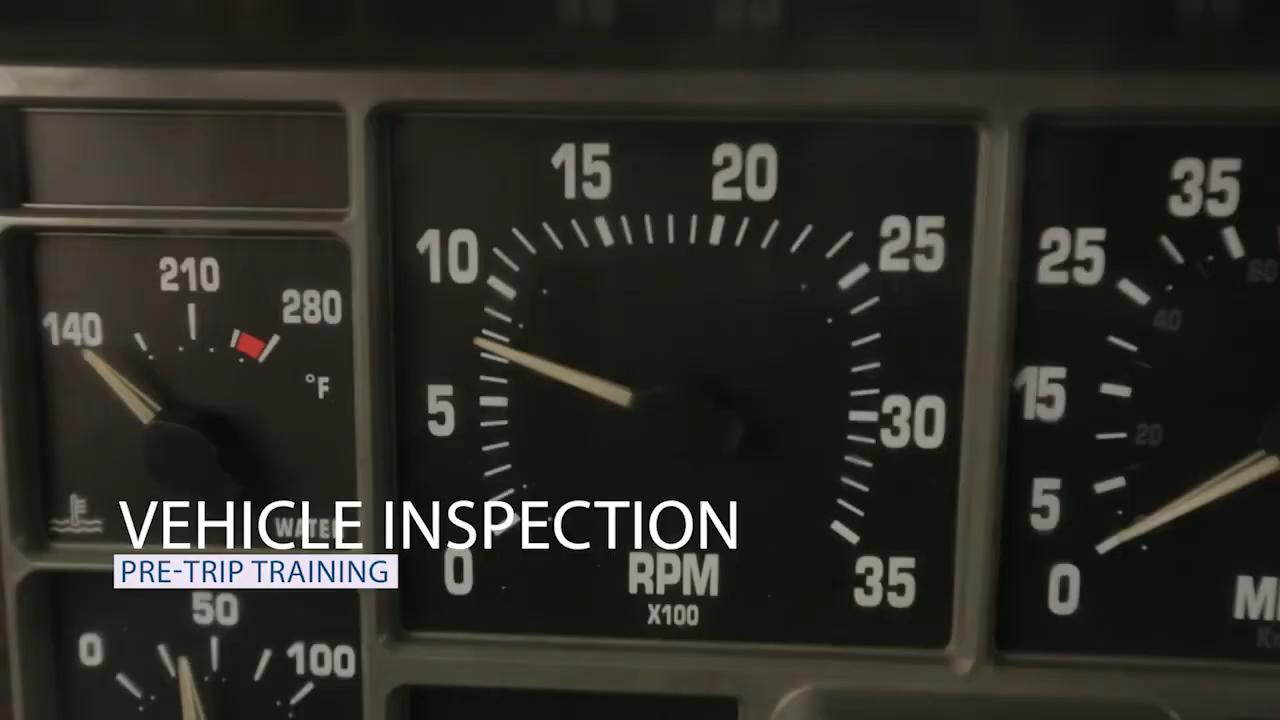 15 20
10 25
5 30
0 35
RPM
X100
210
140 280
°F
WATER
35
25
15
5
0
40
20
VEHICLE INSPECTION
PRE-TRIP TRAINING
50
0 100